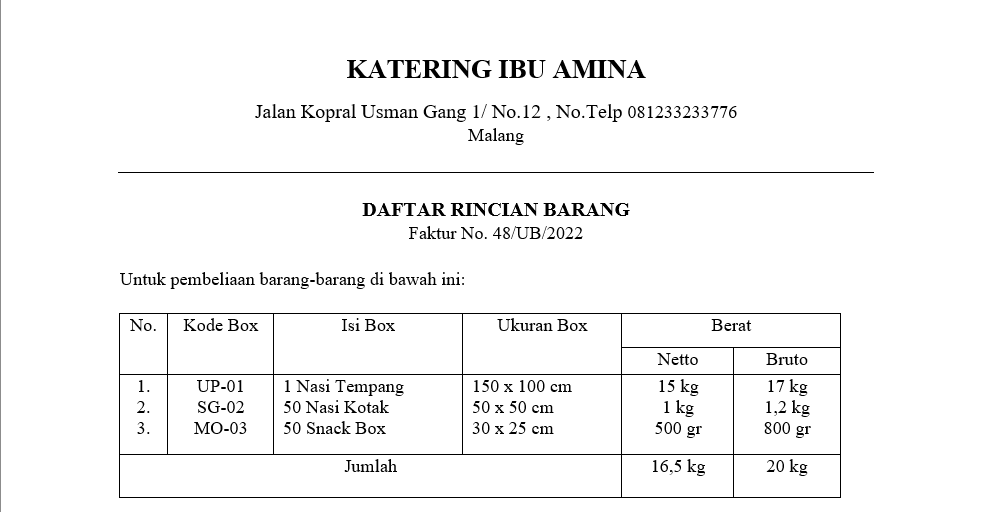 KATERING IBU AMINA
Jalan Kopral Usman Gang 1/ No.12 , No.Telp 081233233776
Malang
DAFTAR RINCIAN BARANG
Faktur No. 48/UB/2022
Untuk pembeliaan barang-barang di bawah ini:
No. Kode Box Isi Box Ukuran Box Berat
Netto Bruto
1. UP-01 1 Nasi Tempang 150 x 100 cm 15 kg 17 kg
2. SG-02 50 Nasi Kotak 50 x 50 cm 1 kg 1,2 kg
3. MO-03 50 Snack Box 30 x 25 cm 500 gr 800 gr
Jumlah 16,5 kg 20 kg